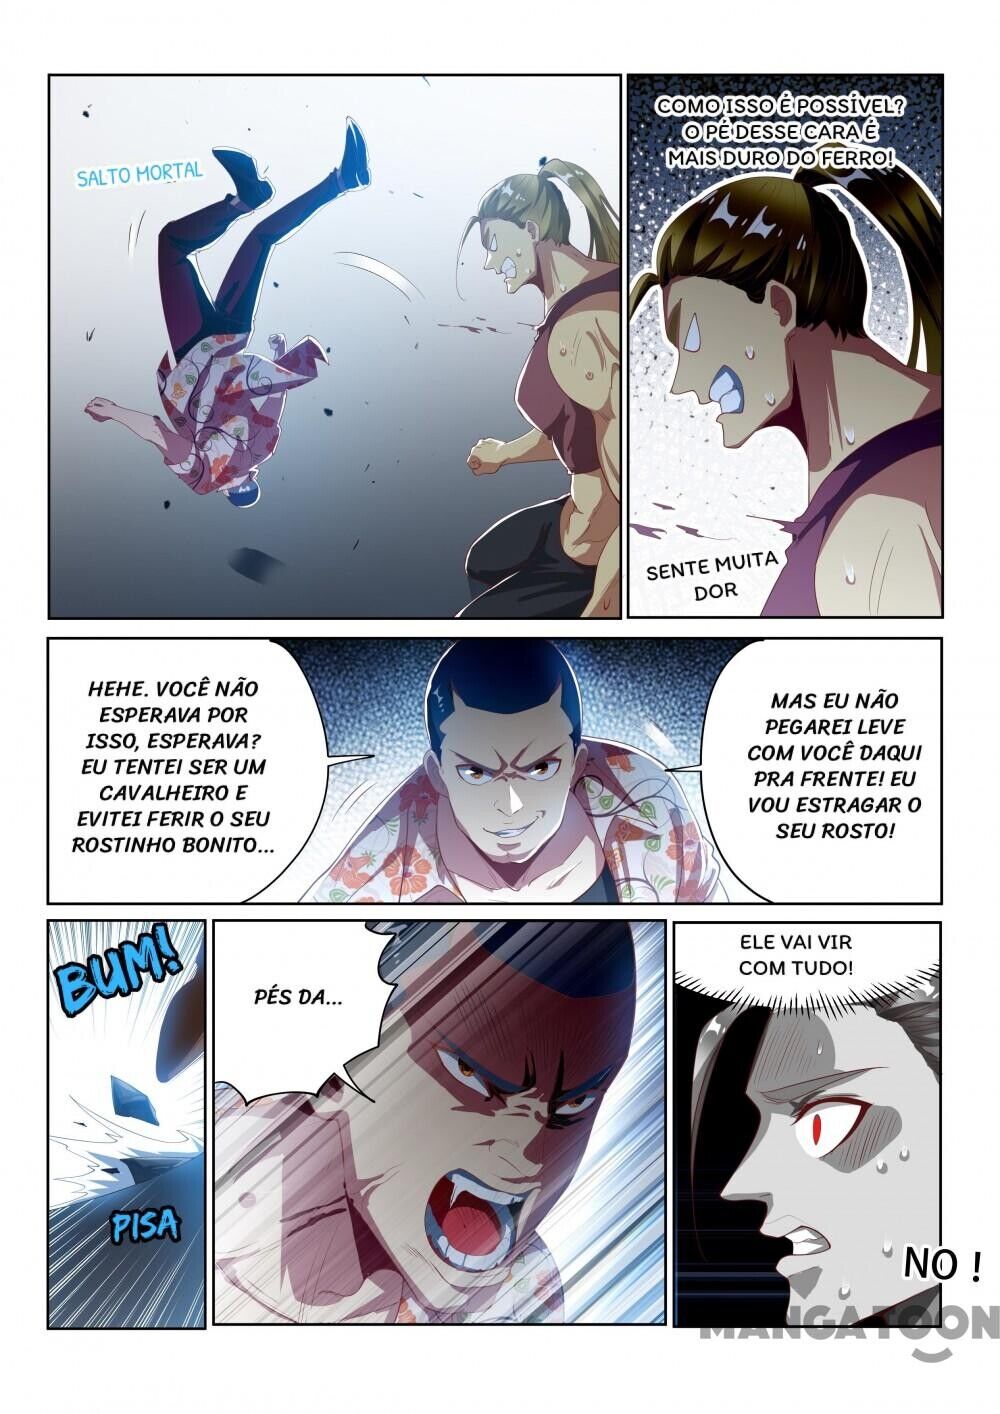 SALTO MORTAL
COMO ISSO É POSSÍVEL?
O PÉ DESSE CARA É
MAIS DURO DO FERRO!
SENTE MUITA
DOR
HEHE. VOCÊ NÃO
ESPERAVA POR
ISSO, ESPERAVA?
EU TENTEI SER UM
CAVALHEIRO E
EVITEI FERIR O SEU
ROSTINHO BONITO...
MAS EU NÃO
PEGAREI LEVE
COM VOCÊ DAQUI
PRA FRENTE! EU
VOU ESTRAGAR O
SEU ROSTO!
BUM!
PISA
PÉS DA...
ELE VAI VIR
COM TUDO!
NO !
MANGATOON